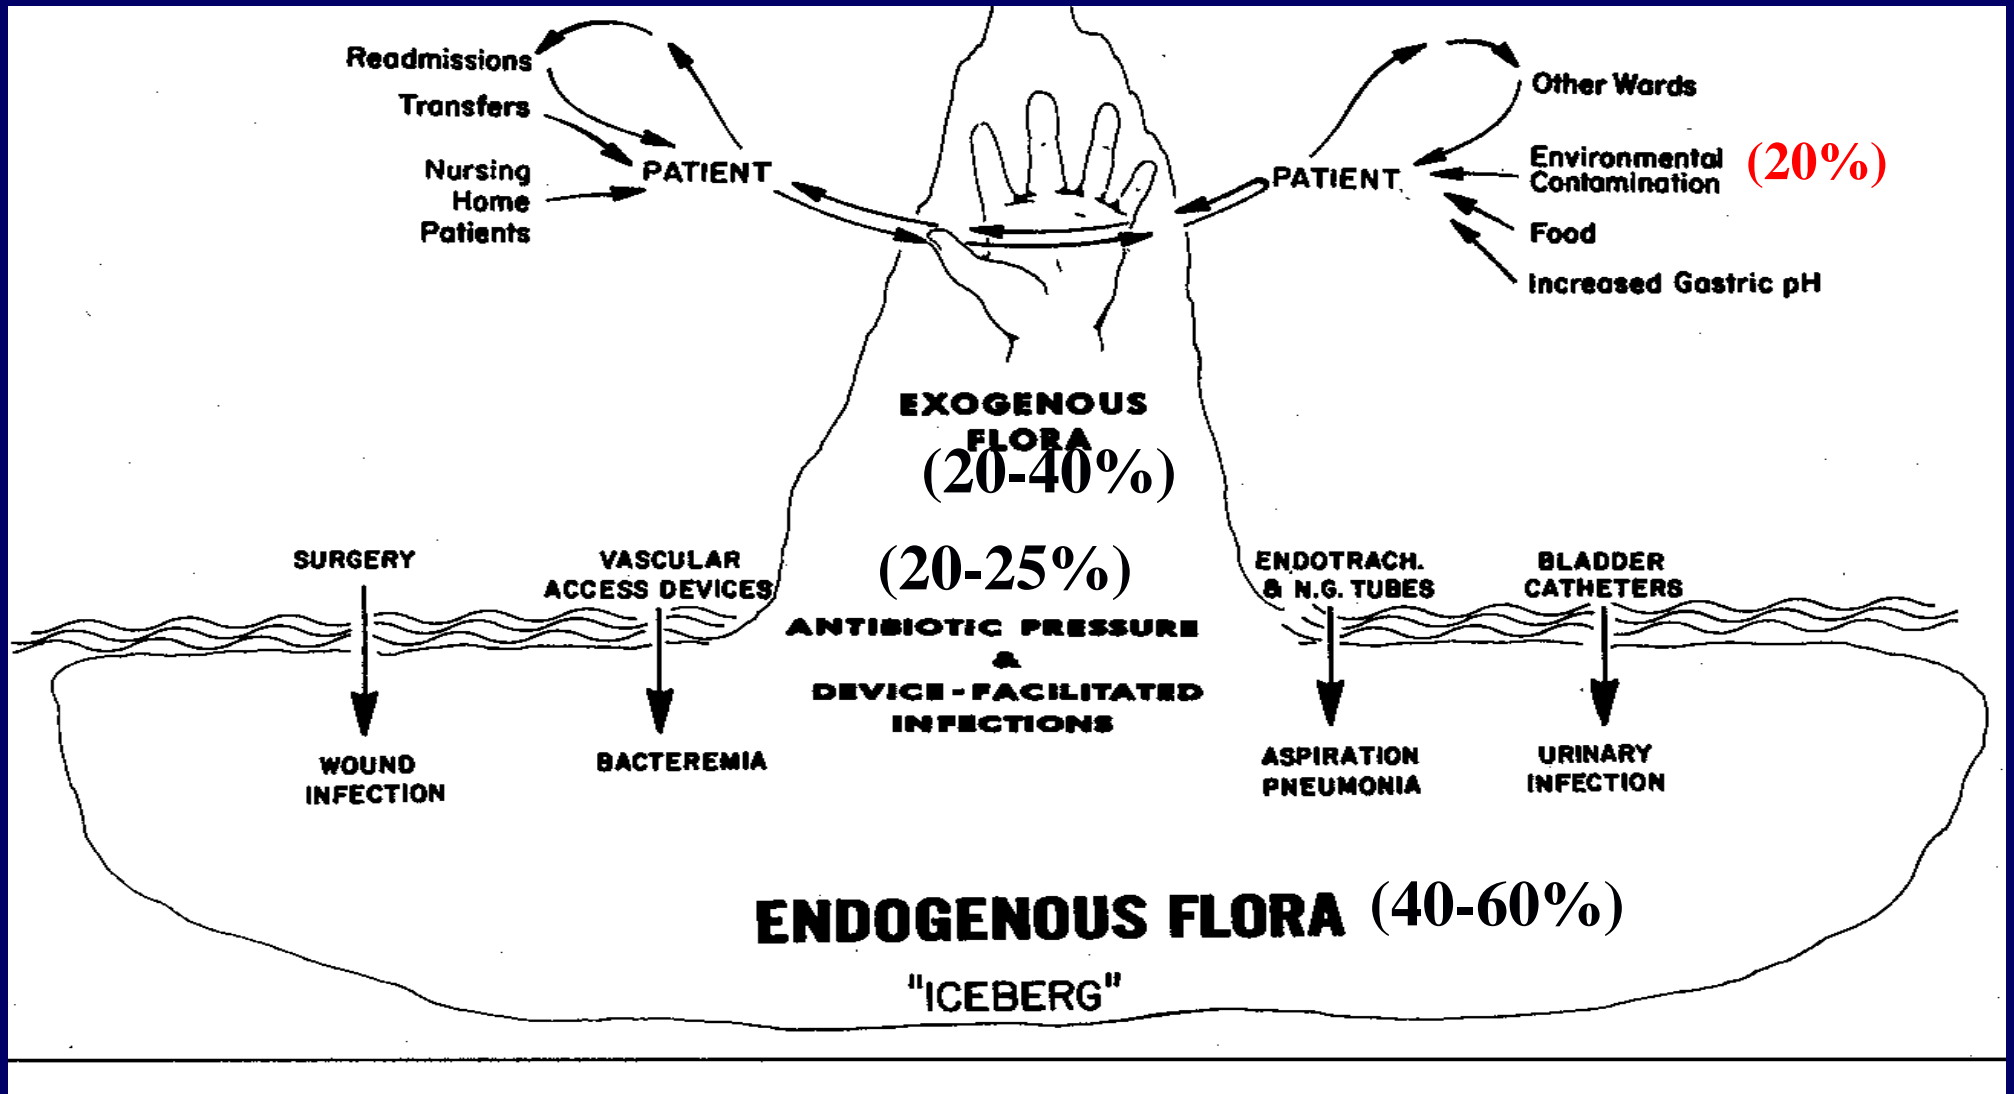 Readmissions
Transfers
Nursing
Home
Patients
PATIENT
PATIENT
Other Wards
Environmental (20%)
Contamination
Food
Increased Gastric pH
EXOGENOUS
FLORA
(20-40%)
(20-25%)
SURGERY
VASCULAR
ACCESS DEVICES
ENDOTRACH.
& N.G. TUBES
BLADDER
CATHETERS
ANTIBIOTIC PRESSURE
&
DEVICE-FACILITATED
INFECTIONS
WOUND
INFECTION
BACTEREMIA
ASPIRATION
PNEUMONIA
URINARY
INFECTION
ENDOGENOUS FLORA (40-60%)
"ICEBERG"